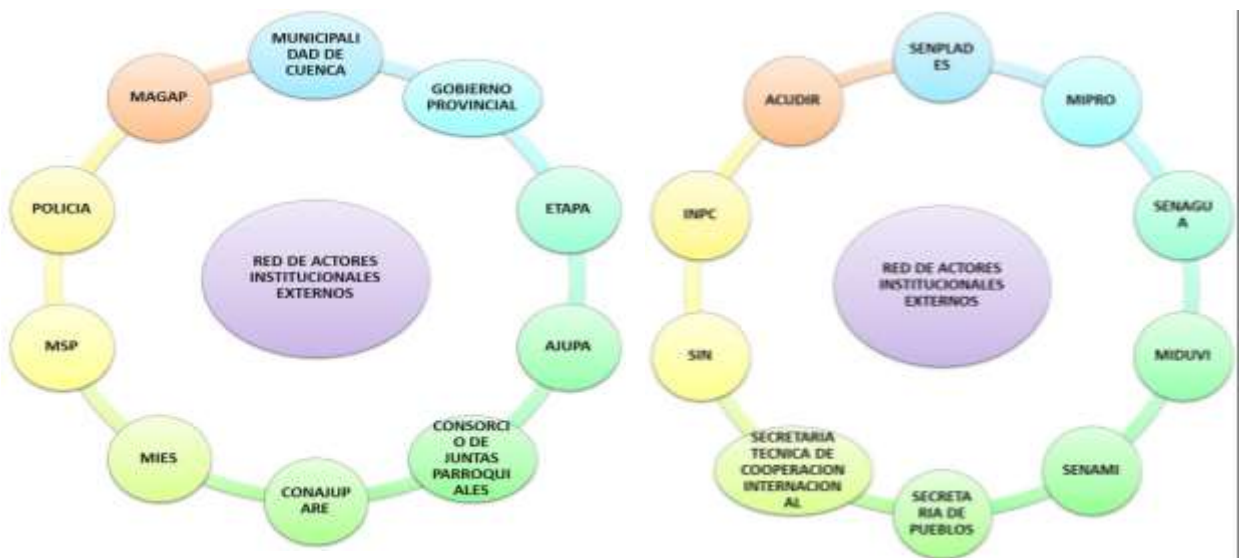 MUNICIPALI
DAD DE
CUENCA
GOBIERNO
PROVINCIAL
ETAPA
AJUPA
CONSORCI
O DE
JUNTAS
PARROQUI
ALES
CONAJUP
ARE
MIES
MSP
POLICIA
MAGAP
RED DE ACTORES
INSTITUCIONALES
EXTERNOS
SENPLAD
ES
MIPRO
SENAGU
A
MIDUVI
SENAMI
SECRETA
RIA DE
PUEBLOS
SECRETARIA
TECNICA DE
COOPERACION
INTERNACION
AL
SIN
INPC
ACUDIR
RED DE ACTORES
INSTITUCIONALES
EXTERNOS